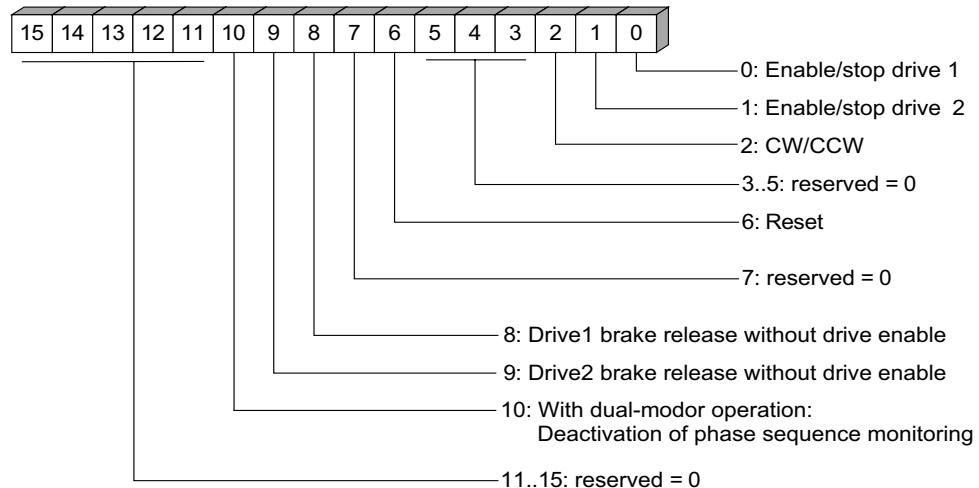 15 14 13 12 11 10 9 8 7 6 5 4 3 2 1 0
0: Enable/stop drive 1
1: Enable/stop drive 2
2: CW/CCW
3..5: reserved = 0
6: Reset
7: reserved = 0
8: Drive1 brake release without drive enable
9: Drive2 brake release without drive enable
10: With dual-modor operation:
Deactivation of phase sequence monitoring
11..15: reserved = 0